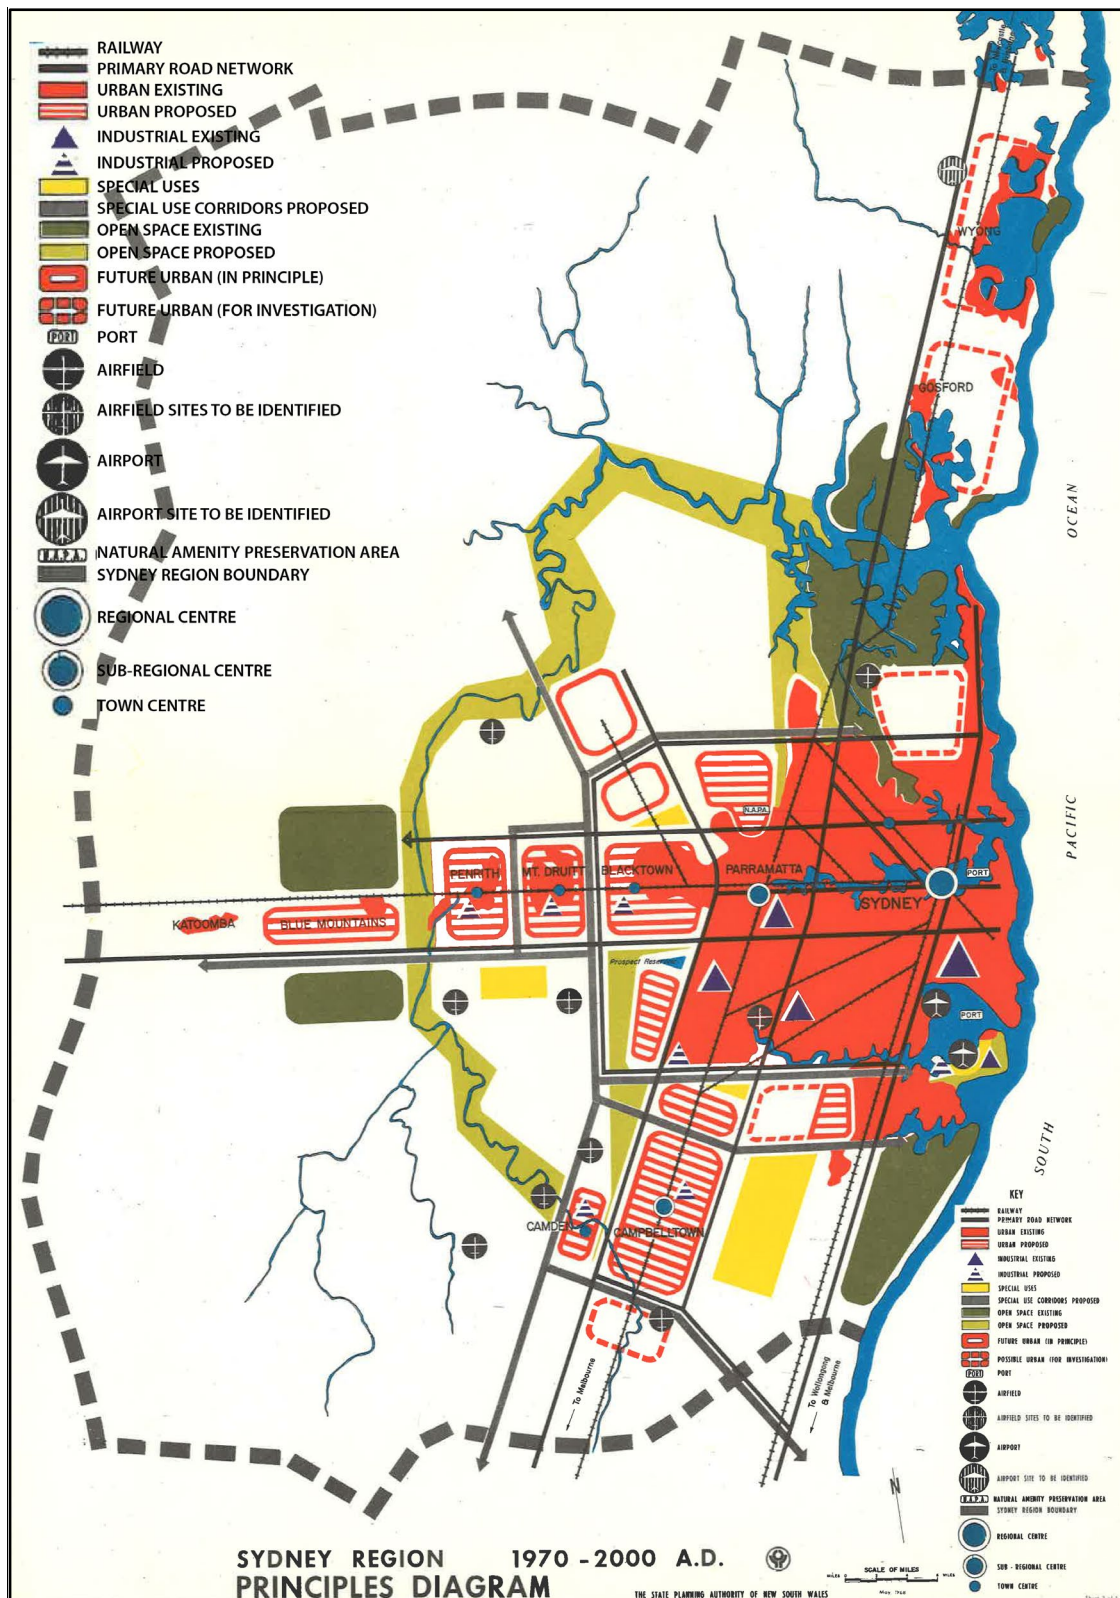 RAILWAY
PRIMARY ROAD NETWORK
URBAN EXISTING
URBAN PROPOSED
INDUSTRIAL EXISTING
INDUSTRIAL PROPOSED
SPECIAL USES
SPECIAL USE CORRIDORS PROPOSED
OPEN SPACE EXISTING
OPEN SPACE PROPOSED
FUTURE URBAN (IN PRINCIPLE)
FUTURE URBAN (FOR INVESTIGATION)
PORT PORT
AIRFIELD
AIRFIELD SITES TO BE IDENTIFIED
AIRPORT
AIRPORT SITE TO BE IDENTIFIED
N.A.P.A. NATURAL AMENITY PRESERVATION AREA
SYDNEY REGION BOUNDARY
REGIONAL CENTRE
SUB-REGIONAL CENTRE
TOWN CENTRE
WYONG
GOSFORD
OCEAN
PACIFIC
SOUTH
N.A.P.A.
PENRITH
MT. DRUITT
BLACKTOWN
PARRAMATTA
PORT
SYDNEY
KATOOMBA
BLUE MOUNTAINS
Prospect Reservoir
PORT
CAMDEN
CAMPBELLTOWN
To Melbourne
To Wollongong
& Melbourne
KEY
RAILWAY
PRIMARY ROAD NETWORK
URBAN EXISTING
URBAN PROPOSED
INDUSTRIAL EXISTING
INDUSTRIAL PROPOSED
SPECIAL USES
SPECIAL USE CORRIDORS PROPOSED
OPEN SPACE EXISTING
OPEN SPACE PROPOSED
FUTURE URBAN (IN PRINCIPLE)
POSSIBLE URBAN (FOR INVESTIGATION)
PORT PORT
AIRFIELD
AIRFIELD SITES TO BE IDENTIFIED
AIRPORT
AIRPORT SITE TO BE IDENTIFIED
N.A.P.A. NATURAL AMENITY PRESERVATION AREA
SYDNEY REGION BOUNDARY
REGIONAL CENTRE
SUB - REGIONAL CENTRE
TOWN CENTRE
N
SYDNEY REGION 1970 - 2000 A.D.
PRINCIPLES DIAGRAM
THE STATE PLANNING AUTHORITY OF NEW SOUTH WALES
SCALE OF MILES
MILES 0 MILES
May 1968